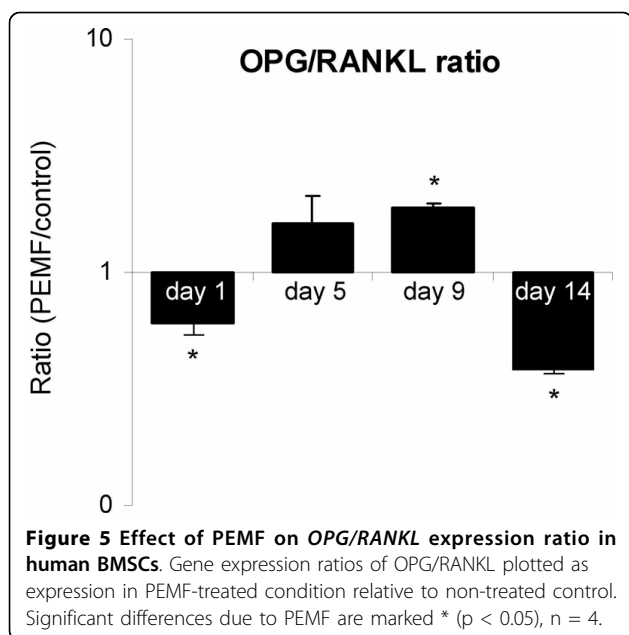 10
OPG/RANKL ratio
Ratio (PEMF/control)
*
1
day 1
day 5
day 9
day 14
*
*
0
Figure 5 Effect of PEMF on OPG/RANKL expression ratio in
human BMSCs. Gene expression ratios of OPG/RANKL plotted as
expression in PEMF-treated condition relative to non-treated control.
Significant differences due to PEMF are marked * (p < 0.05), n = 4.